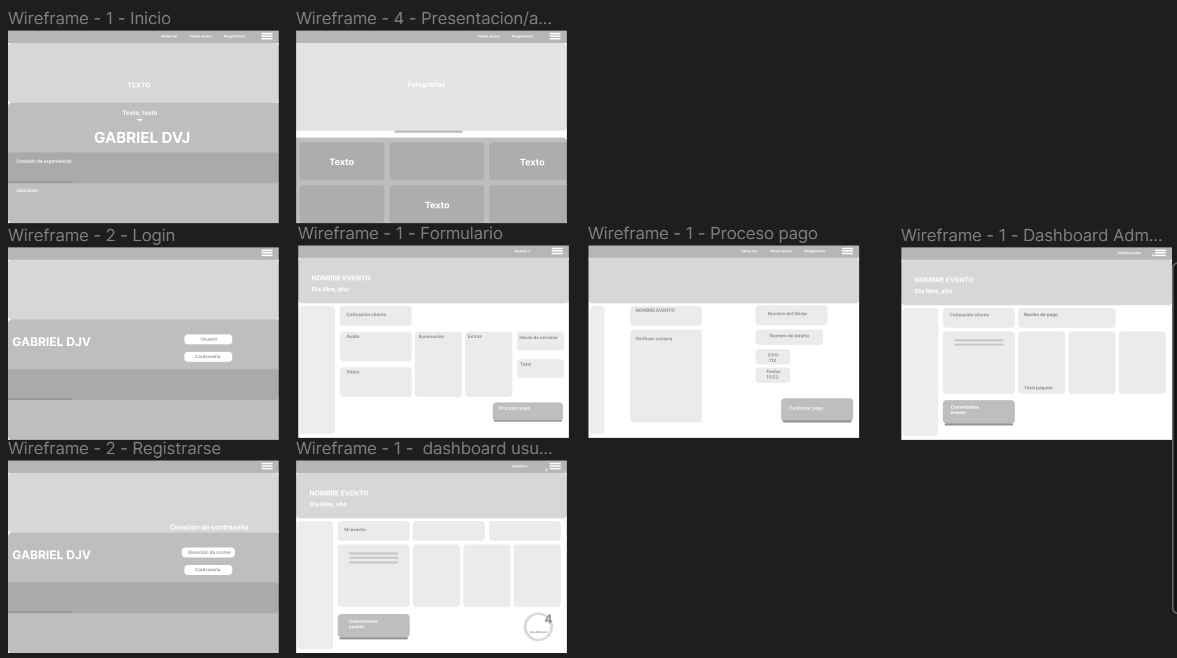 Wireframe - 1 - Inicio
About me Iniciar sesión Registrarse
TEXTO
Texto, texto
GABRIEL DVJ
Creación de experiencias
Ubicación
Wireframe - 4 - Presentacion/a...
Iniciar sesión Registrarse
Fotografías
Texto
Texto
Texto
Wireframe - 2 - Login
GABRIEL DJV
Usuario
Contraseña
Wireframe - 1 - Formulario
NOMBRE EVENTO
Día Mes, año
Cotización cliente
Audio
Iluminación
Extras
Horas de servicio
Total
Video
Procesar pago
Wireframe - 1 - Proceso pago
About me Iniciar sesión Registrarse
NOMBRE EVENTO
Verificar compra
Nombre del titular
Número de tarjeta
CVV:
112
Fecha:
11/23
Confirmar pago
Wireframe - 1 - Dashboard Adm...
Administrador
NOMBRE EVENTO
Día Mes, año
Cotización cliente
Recibo de pago
Total pagado
Comentarios
evento
Wireframe - 2 - Registrarse
Creación de contraseña
GABRIEL DJV
Dirección de correo
Contraseña
Wireframe - 1 - dashboard usu...
NOMBRE EVENTO
Día Mes, año
Mi evento
Comentarios
evento
4